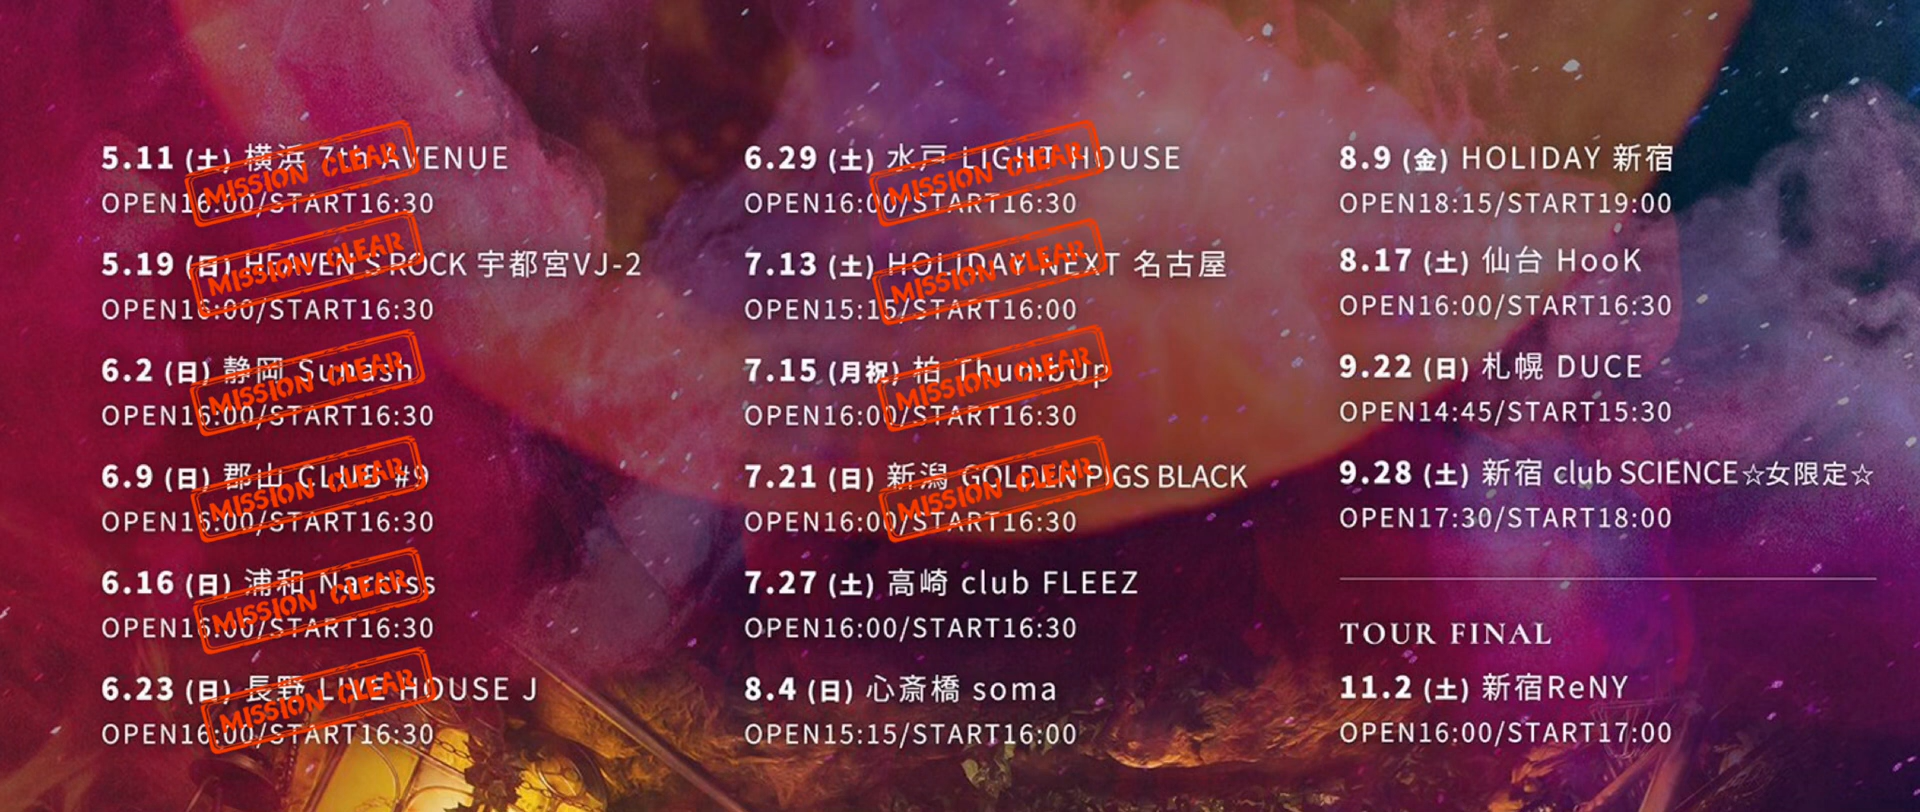 5.11 (土) 横浜 7th AVENUE
MISSION CLEAR
OPEN16:00/START16:30
5.19 (日) HEAVEN'S ROCK 宇都宮VJ-2
MISSION CLEAR
OPEN16:00/START16:30
6.2 (日) 静岡 Sunash
MISSION CLEAR
OPEN16:00/START16:30
6.9 (日) 郡山 CLUB #9
MISSION CLEAR
OPEN16:00/START16:30
6.16 (日) 浦和 Narciss
MISSION CLEAR
OPEN16:00/START16:30
6.23 (日) 長野 LIVE HOUSE J
MISSION CLEAR
OPEN16:00/START16:30
6.29 (土) 水戸 LIGHT HOUSE
MISSION CLEAR
OPEN16:00/START16:30
7.13 (土) HOLIDAY NEXT 名古屋
MISSION CLEAR
OPEN15:15/START16:00
7.15 (月祝) 柏 ThumbUp
MISSION CLEAR
OPEN16:00/START16:30
7.21 (日) 新潟 GOLDEN PIGS BLACK
MISSION CLEAR
OPEN16:00/START16:30
7.27 (土) 高崎 club FLEEZ
OPEN16:00/START16:30
8.4 (日) 心斎橋 soma
OPEN15:15/START16:00
8.9 (金) HOLIDAY 新宿
OPEN18:15/START19:00
8.17 (土) 仙台 HooK
OPEN16:00/START16:30
9.22 (日) 札幌 DUCE
OPEN14:45/START15:30
9.28 (土) 新宿 club SCIENCE☆女限定☆
OPEN17:30/START18:00
TOUR FINAL
11.2 (土) 新宿ReNY
OPEN16:00/START17:00